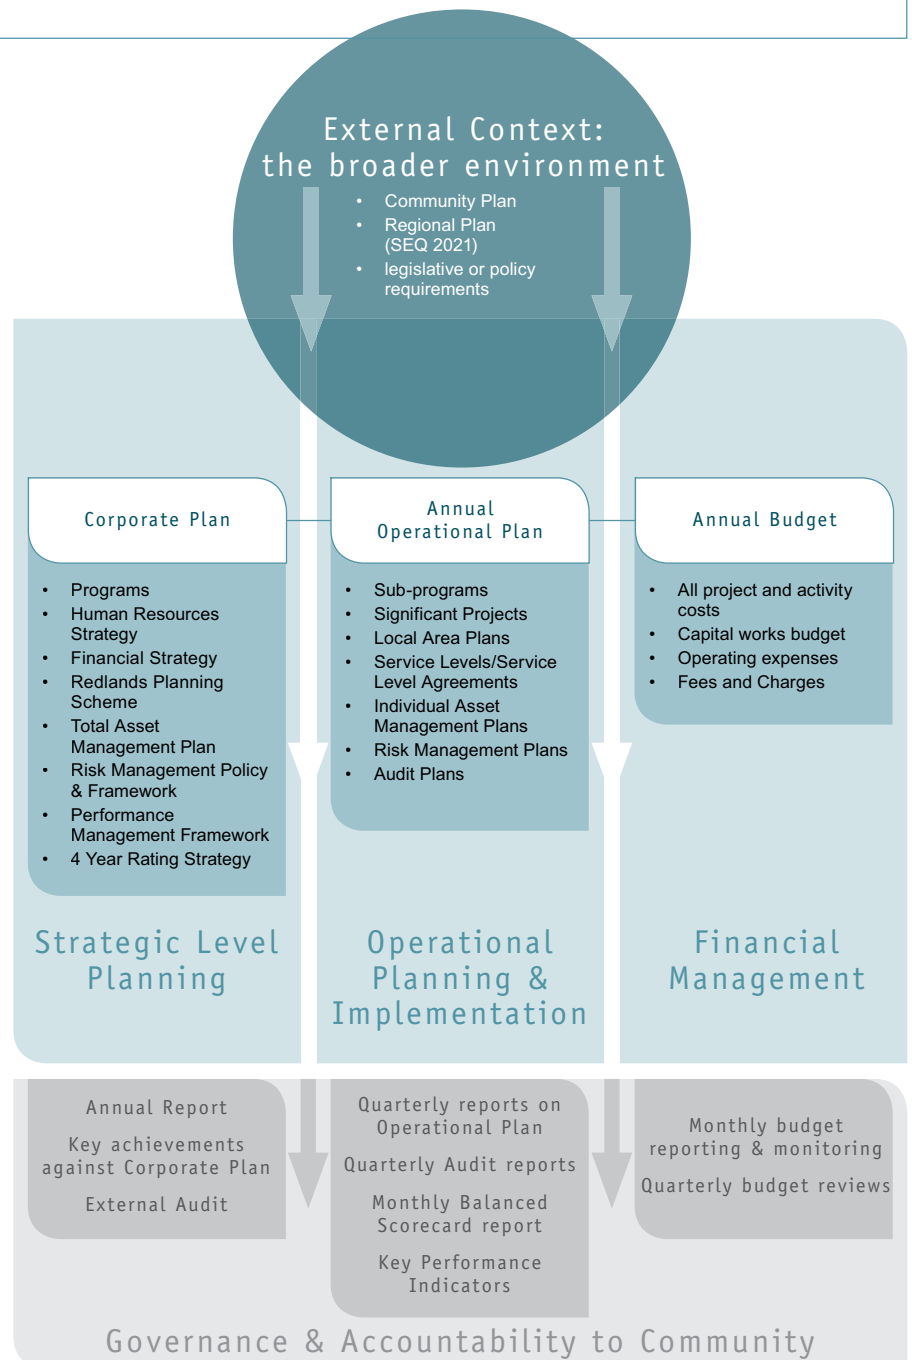 External Context:
the broader environment
• Community Plan
• Regional Plan
(SEQ 2021)
• legislative or policy
requirements
Corporate Plan
• Programs
• Human Resources
Strategy
• Financial Strategy
• Redlands Planning
Scheme
• Total Asset
Management Plan
• Risk Management Policy
& Framework
• Performance
Management Framework
• 4 Year Rating Strategy
Strategic Level
Planning
Annual
Operational Plan
• Sub-programs
• Significant Projects
• Local Area Plans
• Service Levels/Service
Level Agreements
• Individual Asset
Management Plans
• Risk Management Plans
• Audit Plans
Operational
Planning &
Implementation
Annual Budget
• All project and activity
costs
• Capital works budget
• Operating expenses
• Fees and Charges
Financial
Management
Annual Report
Key achievements
against Corporate Plan
External Audit
Quarterly reports on
Operational Plan
Quarterly Audit reports
Monthly Balanced
Scorecard report
Key Performance
Indicators
Monthly budget
reporting & monitoring
Quarterly budget reviews
Governance & Accountability to Community